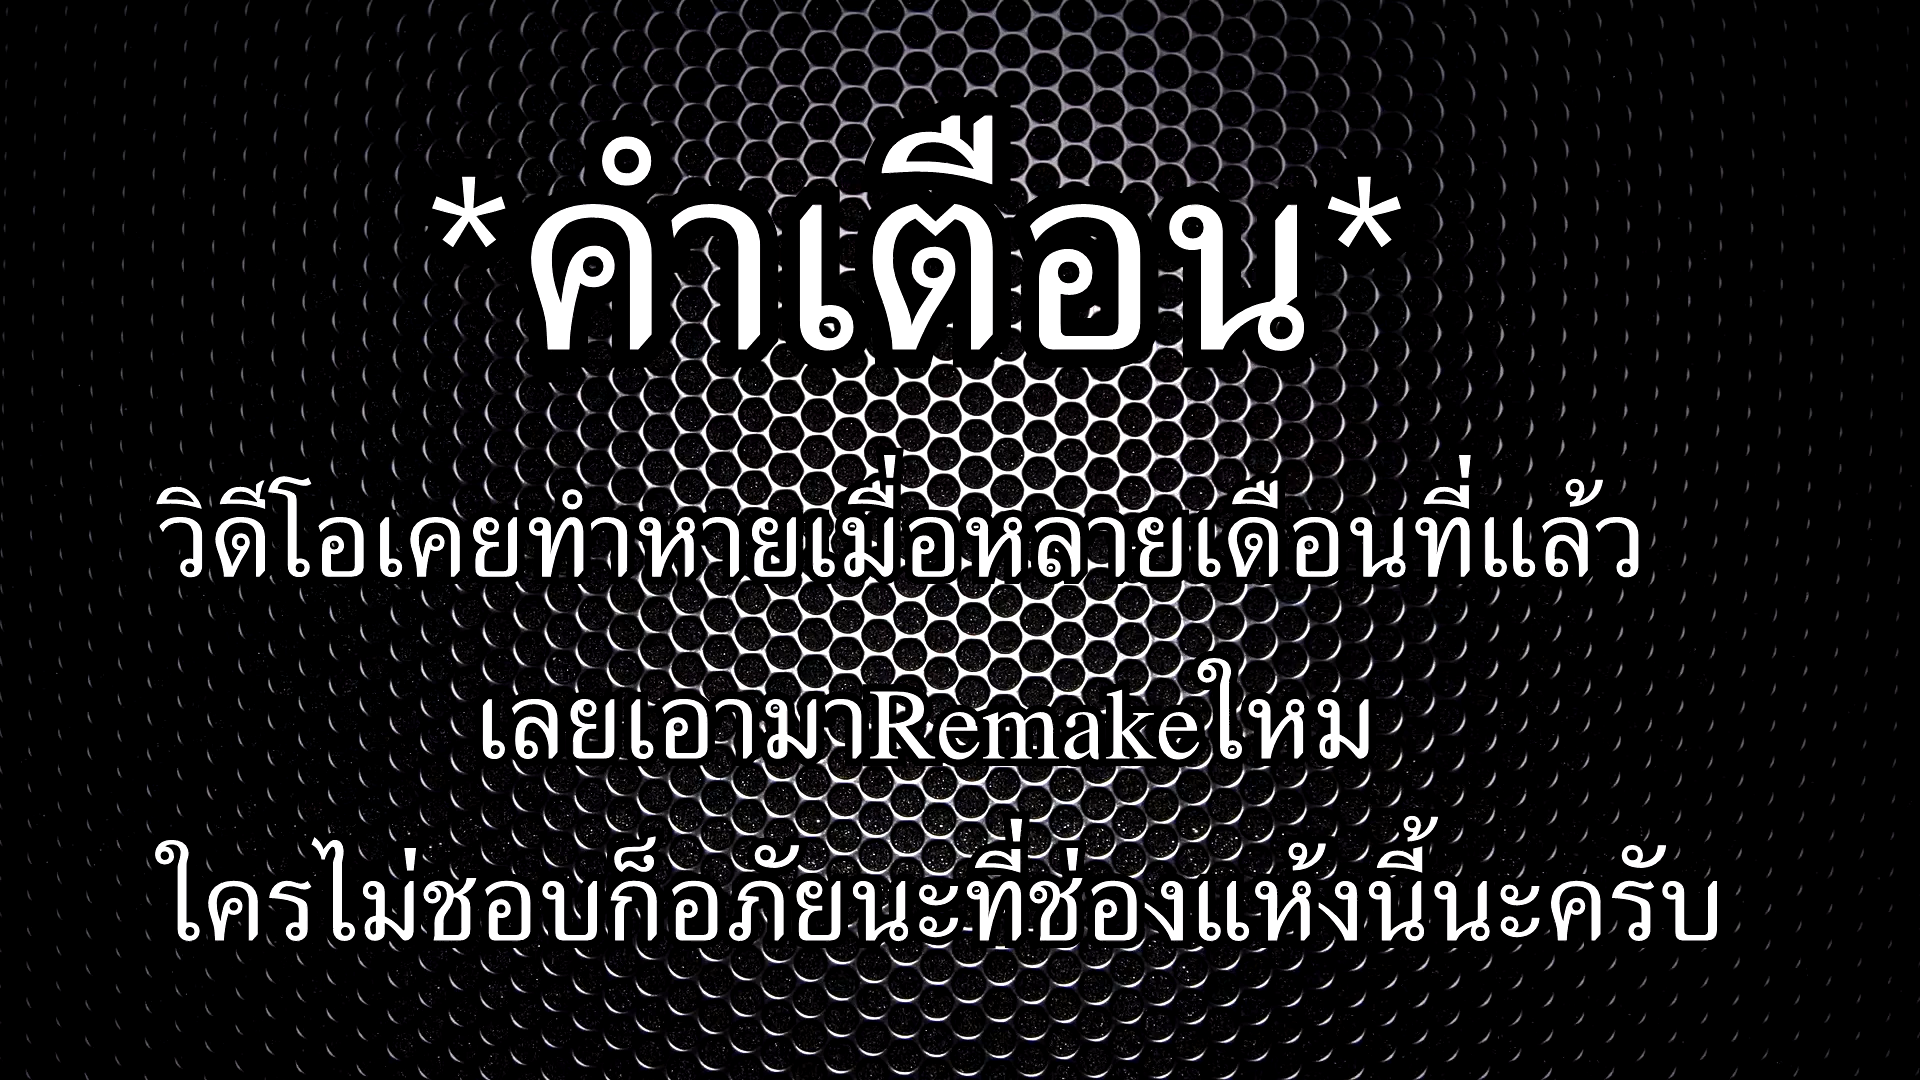 *คำเตือน*
วิดีโอเคยทำหายเมื่อหลายเดือนที่แล้ว
เลยเอามาRemakeใหม
ใครไม่ชอบก็อภัยนะที่ช่องแห้งนี้นะครับ